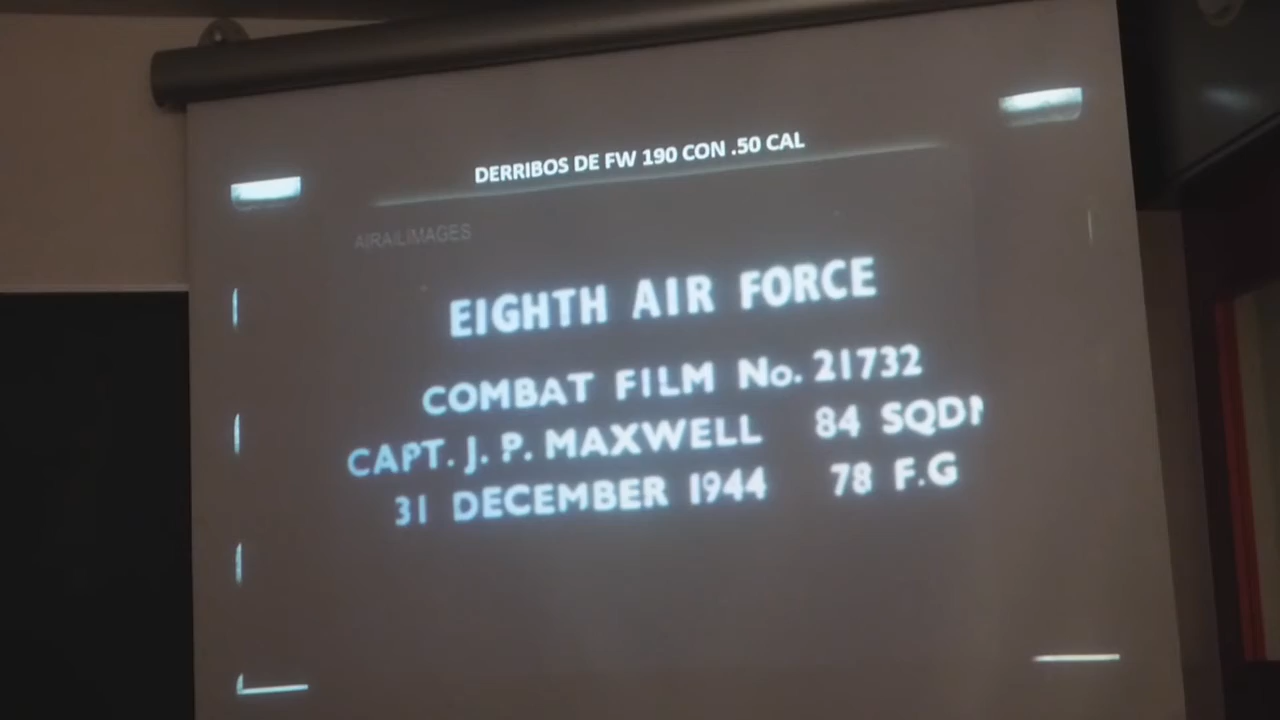 DERRIBOS DE FW 190 CON .50 CAL
AIRAILIMAGES
EIGHTH AIR FORCE
COMBAT FILM No. 21732
CAPT. J. P. MAXWELL 84 SQDN
31 DECEMBER 1944 78 F.G